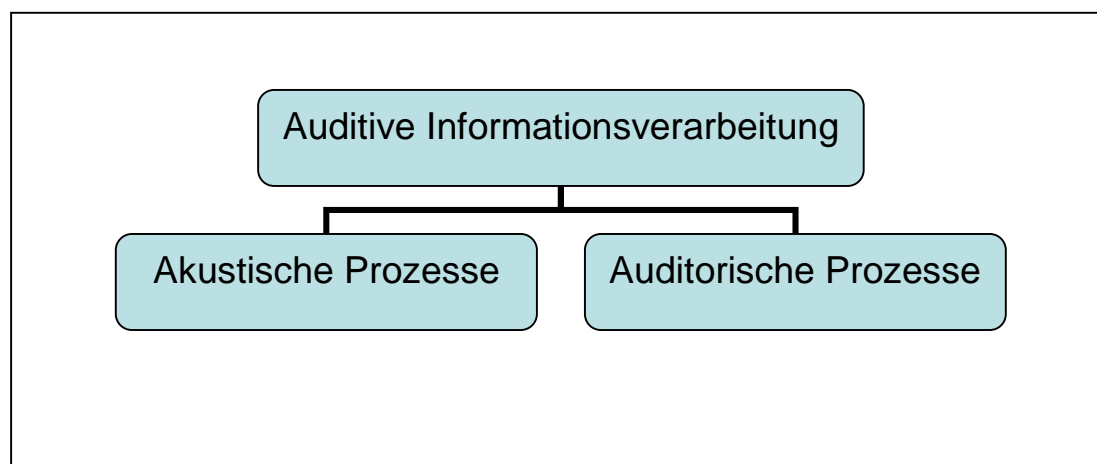 Auditive Informationsverarbeitung
Akustische Prozesse
Auditorische Prozesse